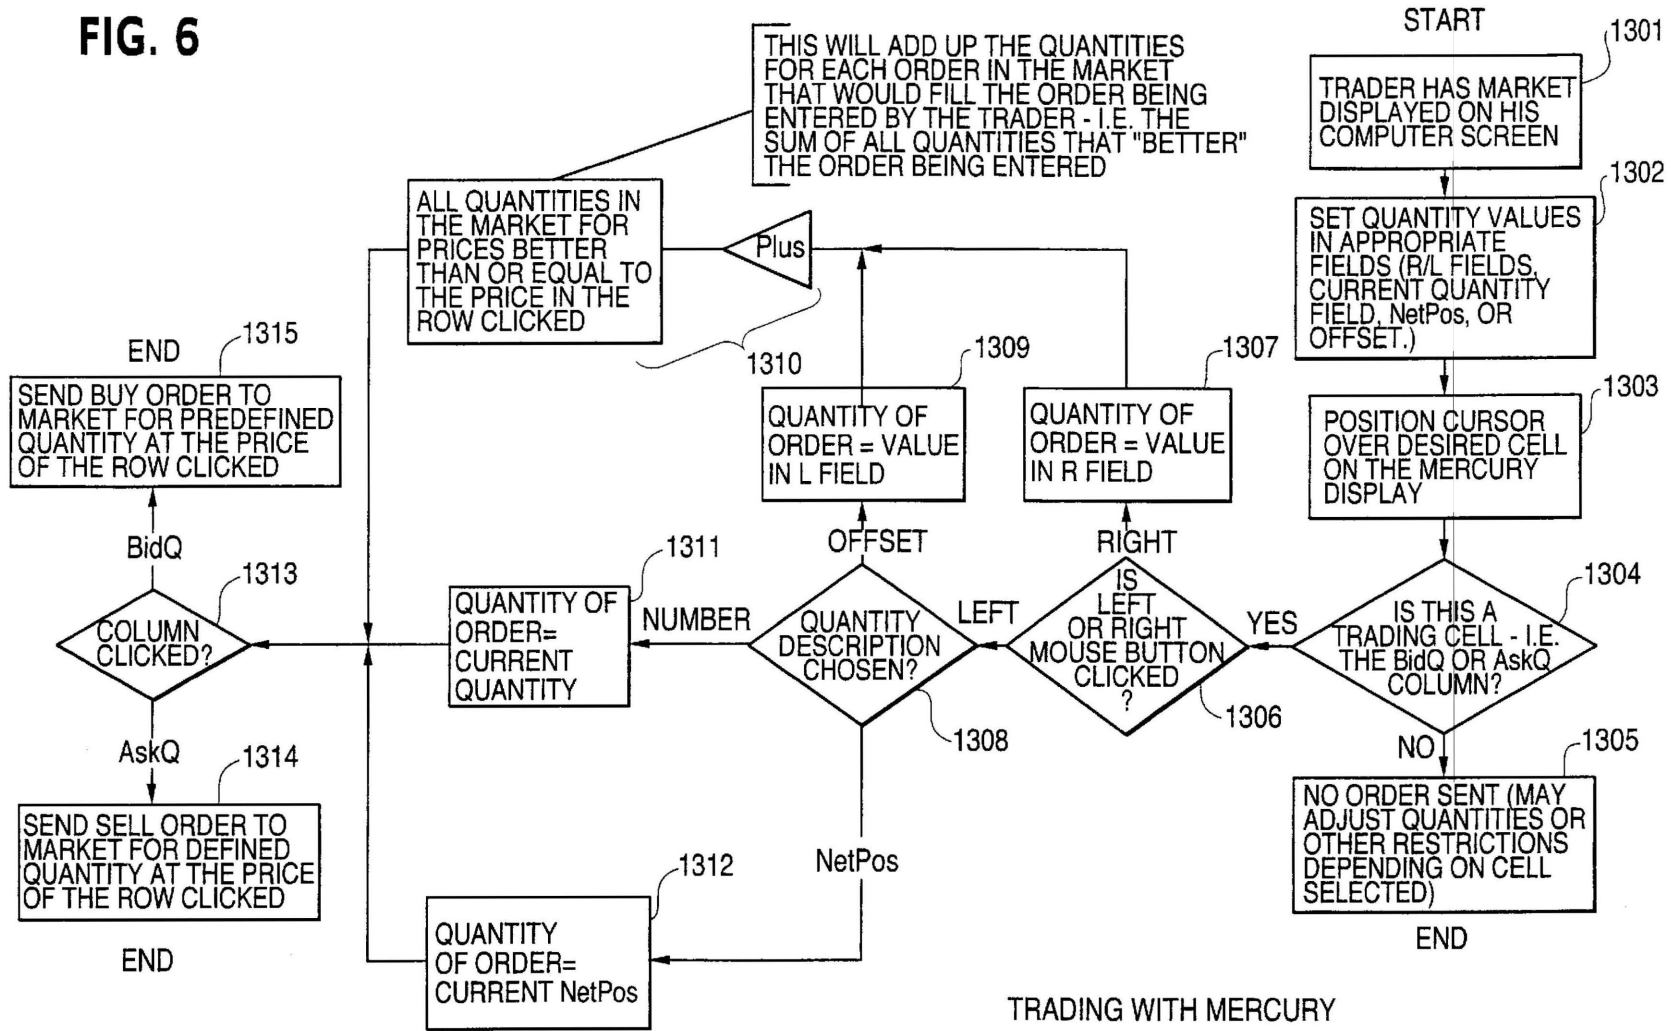 FIG. 6
START
1301
TRADER HAS MARKET
DISPLAYED ON HIS
COMPUTER SCREEN
1302
SET QUANTITY VALUES
IN APPROPRIATE
FIELDS (R/L FIELDS,
CURRENT QUANTITY
FIELD, NetPos, OR
OFFSET.)
1303
POSITION CURSOR
OVER DESIRED CELL
ON THE MERCURY
DISPLAY
1304
IS THIS A
TRADING CELL - I.E.
THE BidQ OR AskQ
COLUMN?
NO
1305
NO ORDER SENT (MAY
ADJUST QUANTITIES OR
OTHER RESTRICTIONS
DEPENDING ON CELL
SELECTED)
END
YES
IS
LEFT
OR RIGHT
MOUSE BUTTON
CLICKED
?
1306
RIGHT
1307
QUANTITY OF
ORDER = VALUE
IN R FIELD
LEFT
QUANTITY
DESCRIPTION
CHOSEN?
1308
OFFSET
1309
QUANTITY OF
ORDER = VALUE
IN L FIELD
Plus
1310
ALL QUANTITIES IN
THE MARKET FOR
PRICES BETTER
THAN OR EQUAL TO
THE PRICE IN THE
ROW CLICKED
THIS WILL ADD UP THE QUANTITIES
FOR EACH ORDER IN THE MARKET
THAT WOULD FILL THE ORDER BEING
ENTERED BY THE TRADER - I.E. THE
SUM OF ALL QUANTITIES THAT "BETTER"
THE ORDER BEING ENTERED
NUMBER
1311
QUANTITY OF
ORDER=
CURRENT
QUANTITY
NetPos
1312
QUANTITY
OF ORDER=
CURRENT NetPos
1313
COLUMN
CLICKED?
BidQ
1315
END
SEND BUY ORDER TO
MARKET FOR PREDEFINED
QUANTITY AT THE PRICE
OF THE ROW CLICKED
AskQ
1314
SEND SELL ORDER TO
MARKET FOR DEFINED
QUANTITY AT THE PRICE
OF THE ROW CLICKED
END
TRADING WITH MERCURY